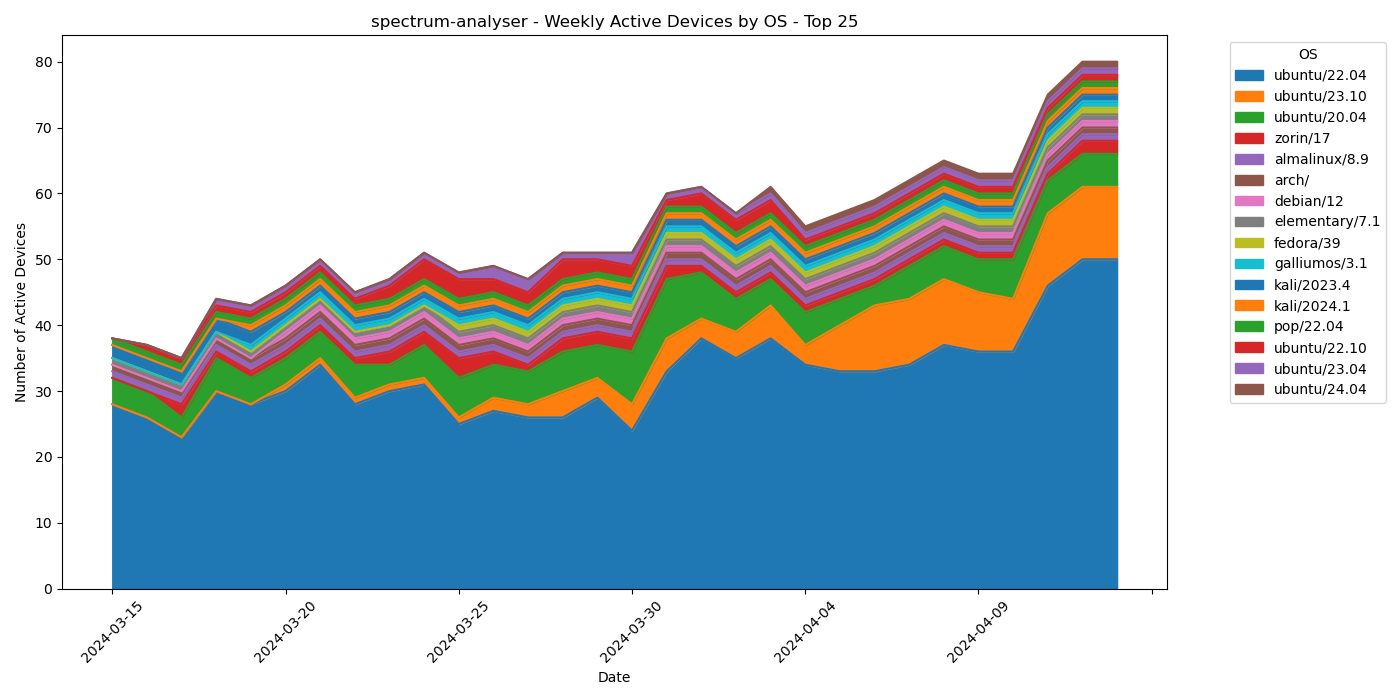 spectrum-analyser - Weekly Active Devices by OS - Top 25
Number of Active Devices
80
70
60
50
40
30
20
10
0
2024-03-15
2024-03-20
2024-03-25
2024-03-30
2024-04-04
2024-04-09
Date
OS
ubuntu/22.04
ubuntu/23.10
ubuntu/20.04
zorin/17
almalinux/8.9
arch/
debian/12
elementary/7.1
fedora/39
galliumos/3.1
kali/2023.4
kali/2024.1
pop/22.04
ubuntu/22.10
ubuntu/23.04
ubuntu/24.04